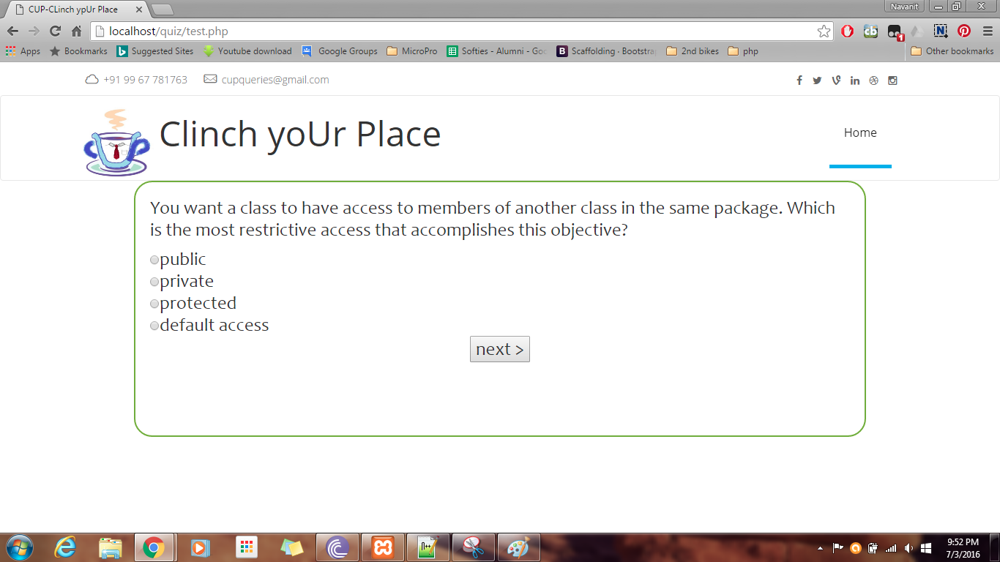 CUP-CLinch ypUr Place
Navanit
localhost/quiz/test.php
Apps Bookmarks Suggested Sites Youtube download Google Groups MicroPro Softies - Alumni - Goo Scaffolding · Bootstra 2nd bikes php Other bookmarks
+91 99 67 781763 cupqueries@gmail.com
Clinch yoUr Place
Home
You want a class to have access to members of another class in the same package. Which
is the most restrictive access that accomplishes this objective?
public
private
protected
default access
next >
9:52 PM
7/3/2016